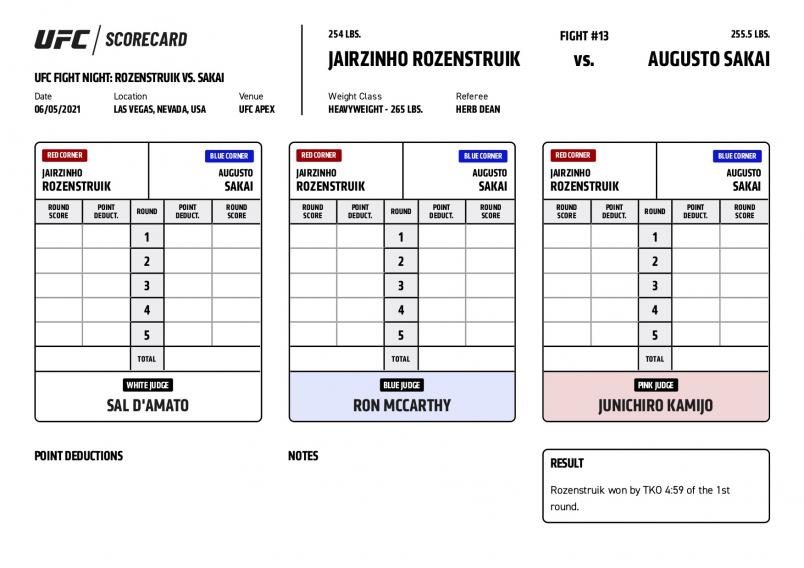 UFC / SCORECARD
UFC FIGHT NIGHT: ROZENSTRUIK VS. SAKAI
Date Location Venue
06/05/2021 LAS VEGAS, NEVADA, USA UFC APEX
254 LBS. FIGHT #13 255.5 LBS.
JAIRZINHO ROZENSTRUIK VS. AUGUSTO SAKAI
Weight Class Referee
HEAVYWEIGHT - 265 LBS. HERB DEAN
RED CORNER BLUE CORNER
JAIRZINHO AUGUSTO
ROZENSTRUIK SAKAI
ROUND POINT ROUND POINT ROUND
SCORE DEDUCT. DEDUCT. SCORE
1
2
3
4
5
TOTAL
WHITE JUDGE
SAL D'AMATO
RED CORNER BLUE CORNER
JAIRZINHO AUGUSTO
ROZENSTRUIK SAKAI
ROUND POINT ROUND POINT ROUND
SCORE DEDUCT. DEDUCT. SCORE
1
2
3
4
5
TOTAL
BLUE JUDGE
RON MCCARTHY
RED CORNER BLUE CORNER
JAIRZINHO AUGUSTO
ROZENSTRUIK SAKAI
ROUND POINT ROUND POINT ROUND
SCORE DEDUCT. DEDUCT. SCORE
1
2
3
4
5
TOTAL
PINK JUDGE
JUNICHIRO KAMIJO
POINT DEDUCTIONS
NOTES
RESULT
Rozenstruik won by TKO 4:59 of the 1st
round.